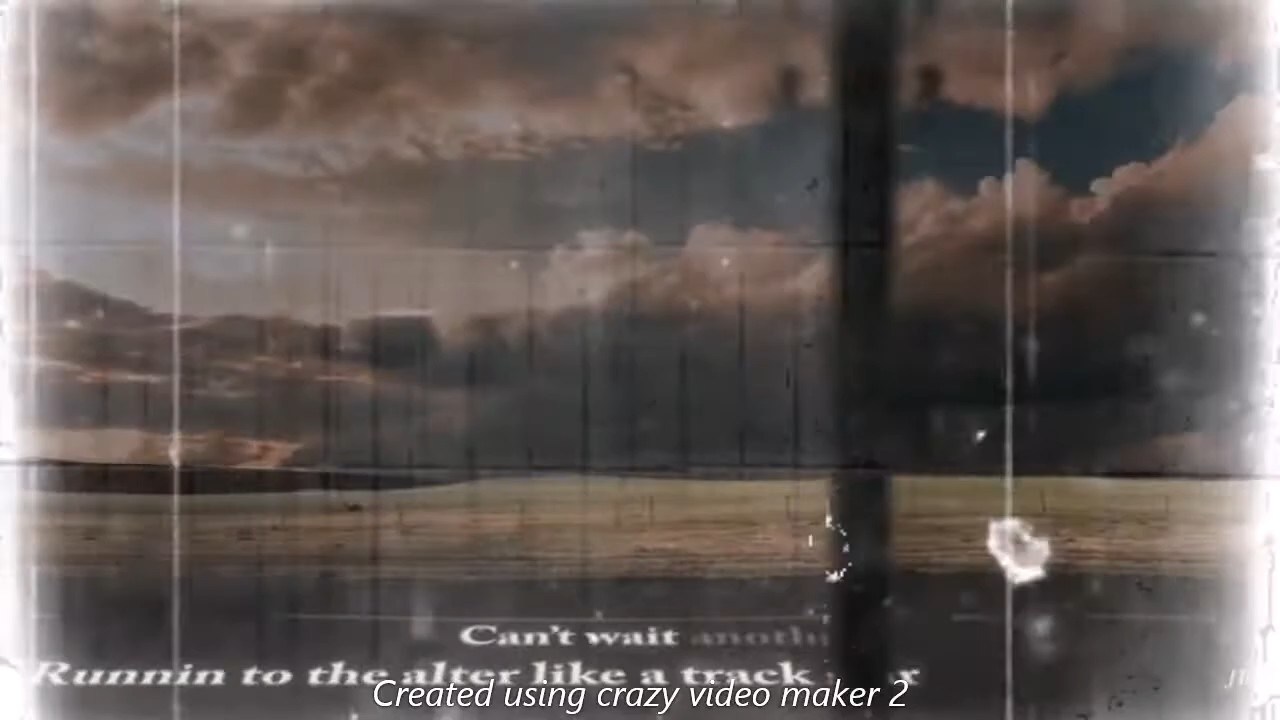 Can't wait
Runnin to the alter like a track
Created using crazy video maker 2